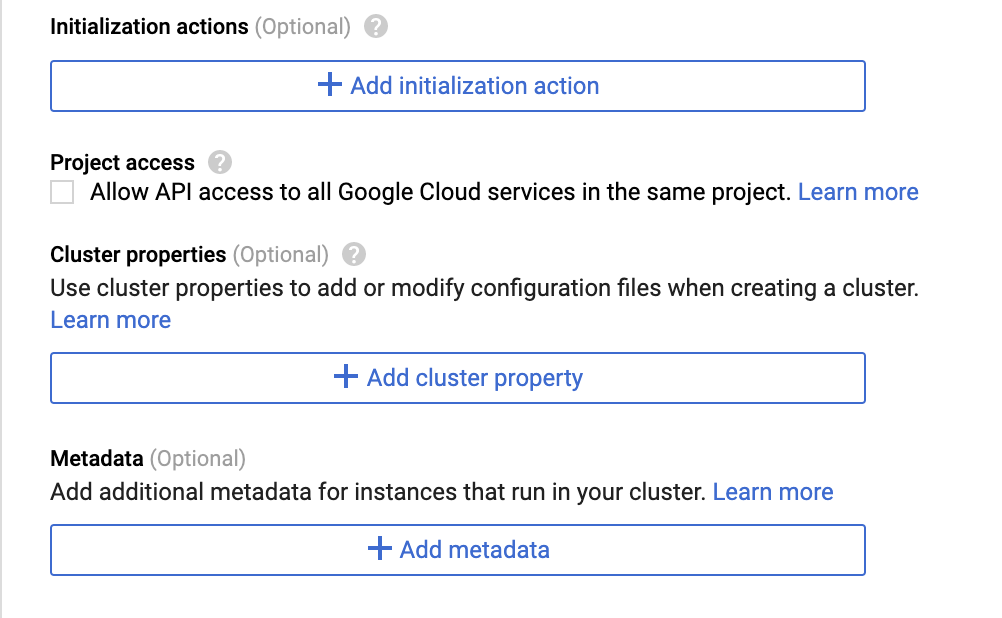 Initialization actions (Optional) ?
+ Add initialization action
Project access ?
Allow API access to all Google Cloud services in the same project. Learn more
Cluster properties (Optional) ?
Use cluster properties to add or modify configuration files when creating a cluster.
Learn more
+ Add cluster property
Metadata (Optional)
Add additional metadata for instances that run in your cluster. Learn more
+ Add metadata